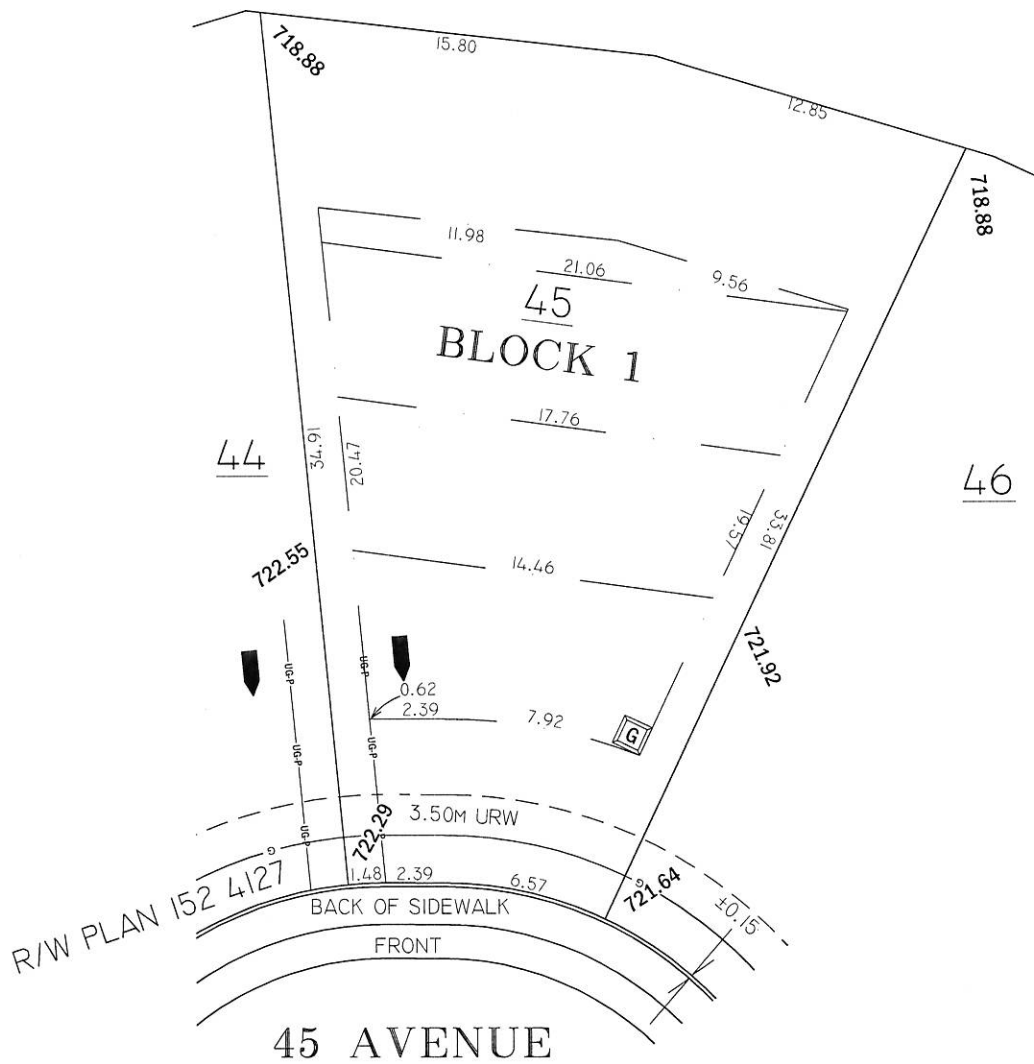 718.88
15.80
12.85
718.88
11.98
21.06
9.56
45
BLOCK 1
17.76
44
34.91
20.47
46
19.57
33.81
722.55
14.46
721.92
UG-P
UG-P
0.62
2.39
7.92
G
UG-P
UG-P
3.50M URW
722.29
UG-P
G
R/W PLAN 152 4127
1.48
2.39
6.57
G
721.64
±0.15
BACK OF SIDEWALK
FRONT
45 AVENUE